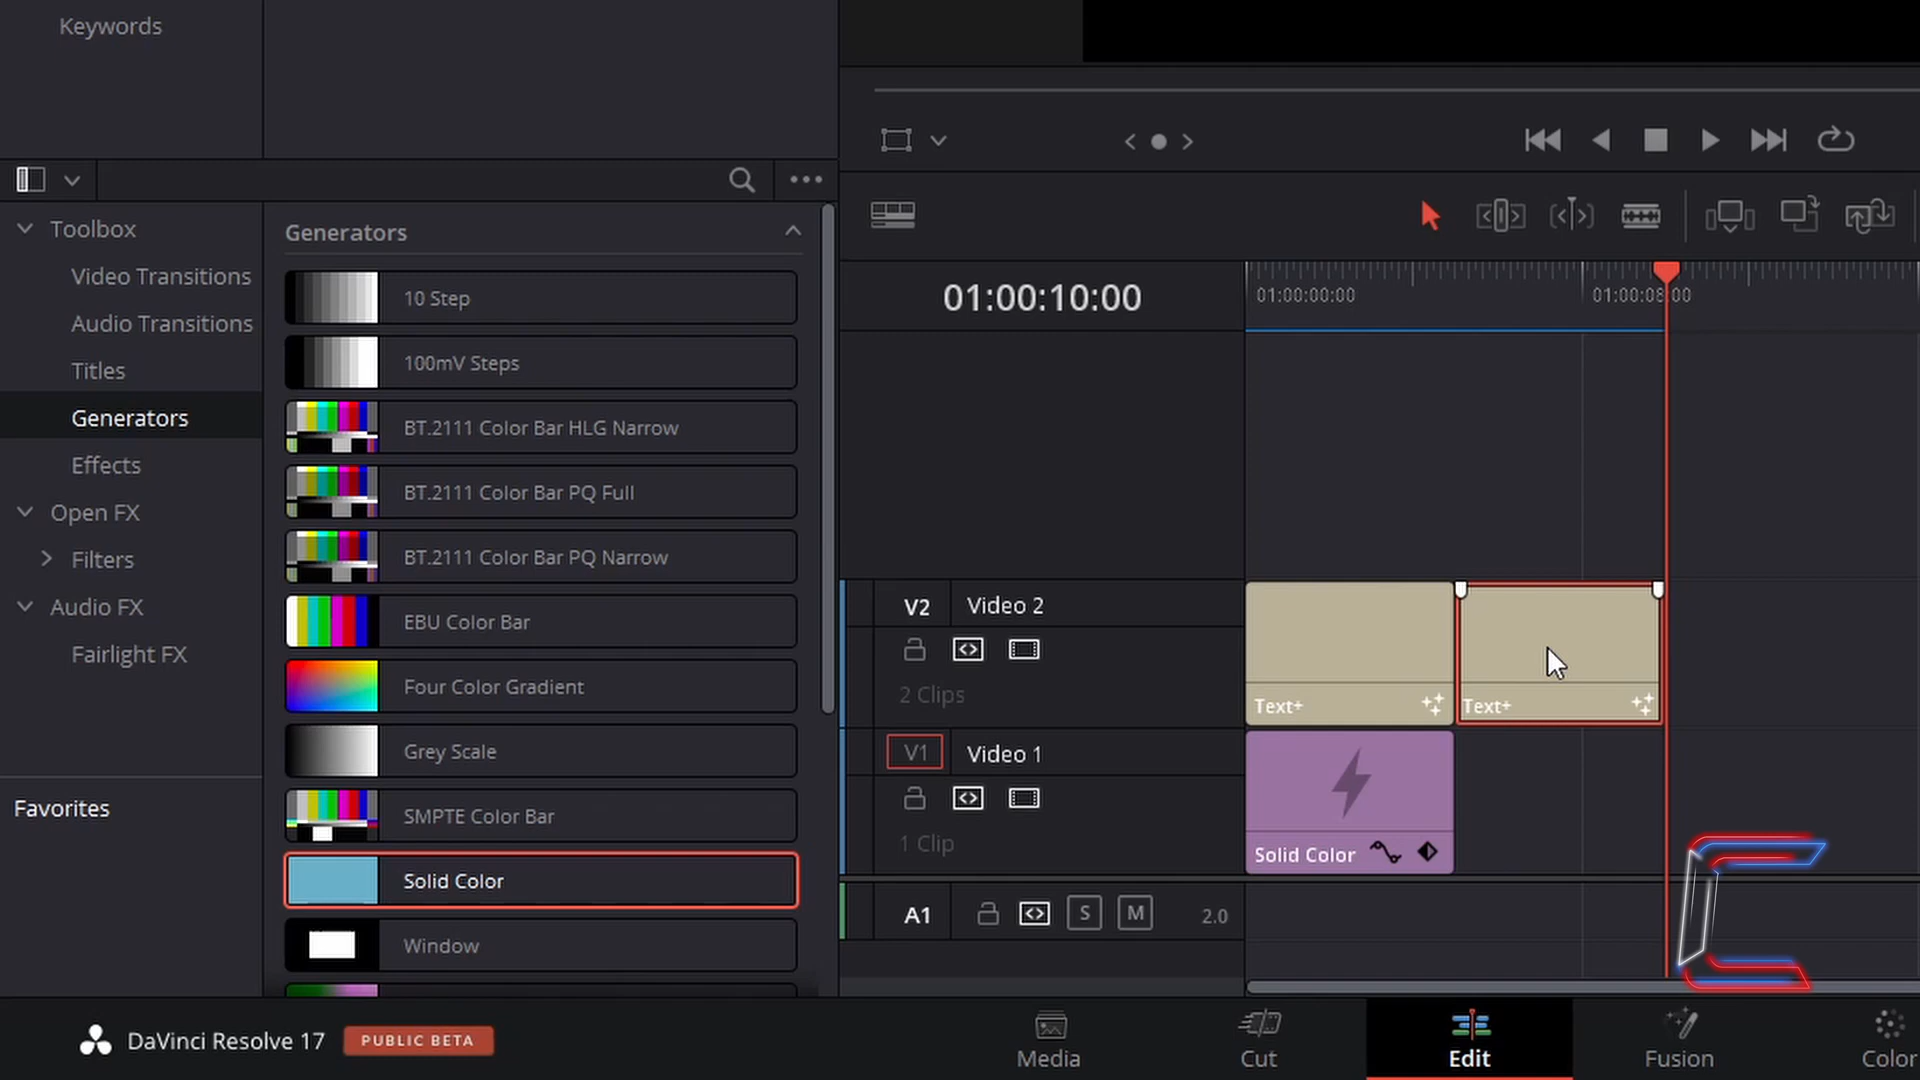 Keywords
Toolbox
Video Transitions
Audio Transitions
Titles
Generators
Effects
Open FX
Filters
Audio FX
Fairlight FX
Favorites
Generators
10 Step
100mV Steps
BT.2111 Color Bar HLG Narrow
BT.2111 Color Bar PQ Full
BT.2111 Color Bar PQ Narrow
EBU Color Bar
Four Color Gradient
Grey Scale
SMPTE Color Bar
Solid Color
Window
01:00:10:00
01:00:00:00
01:00:08:00
V2 Video 2
2 Clips
Text+
Text+
V1 Video 1
1 Clip
Solid Color
A1 S M 2.0
DaVinci Resolve 17 PUBLIC BETA
Media Cut Edit Fusion Color